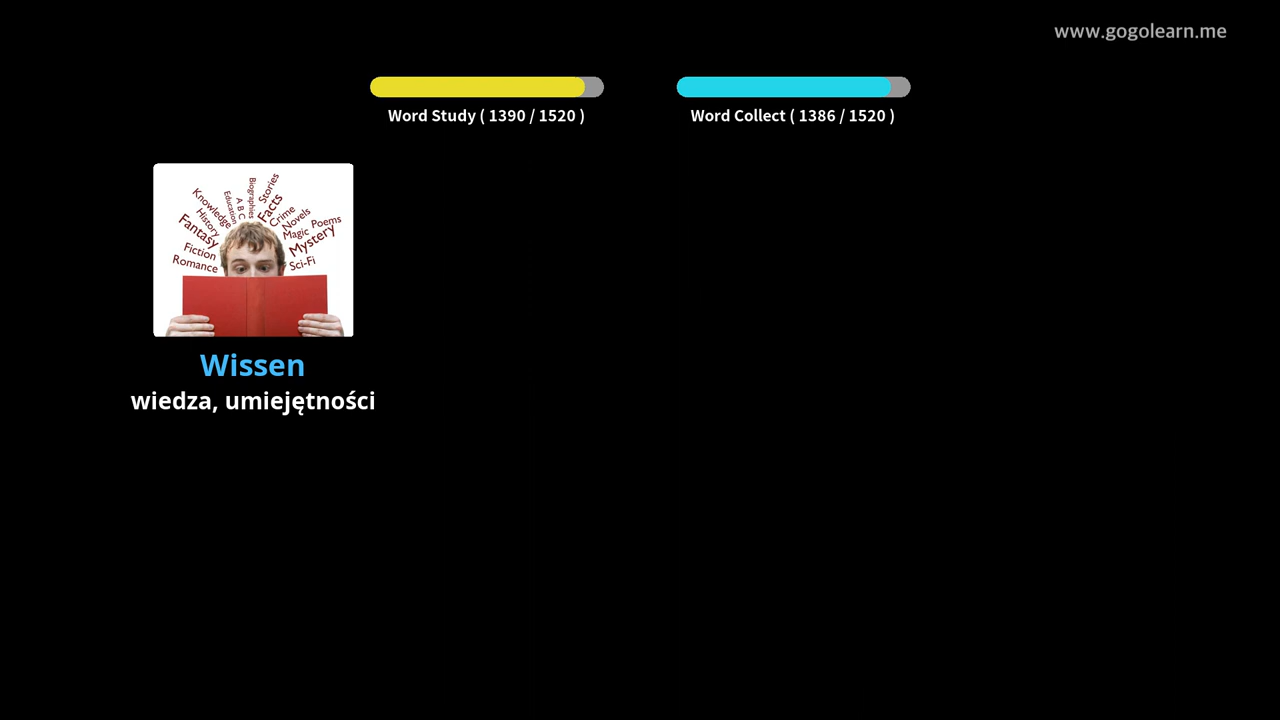 www.gogolearn.me
Word Study ( 1390 / 1520 )
Word Collect ( 1386 / 1520 )
Biographies
Stories
Knowledge
Education
A B C
Facts
Crime
History
Novels
Fantasy
Magic
Poems
Mystery
Fiction
Romance
Sci-Fi
Wissen
wiedza, umiejętności